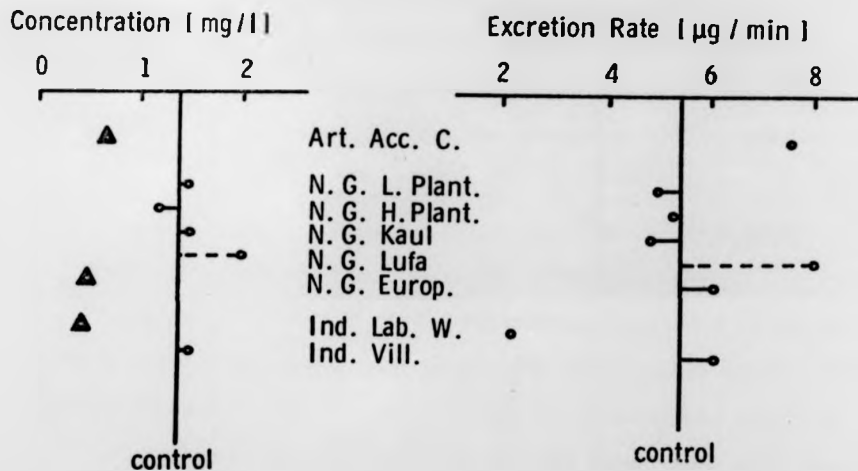 Concentration [ mg/l ]
Excretion Rate [ µg / min ]
0 1 2
2 4 6 8
Art. Acc. C.
N. G. L. Plant.
N. G. H. Plant.
N. G. Kaul
N. G. Lufa
N. G. Europ.
Ind. Lab. W.
Ind. Vill.
control
control